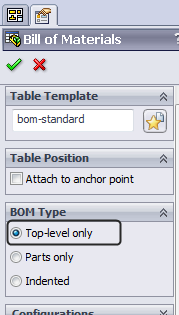 Bill of Materials
?
Table Template
bom-standard
Table Position
Attach to anchor point
BOM Type
Top-level only
Parts only
Indented
Configurations